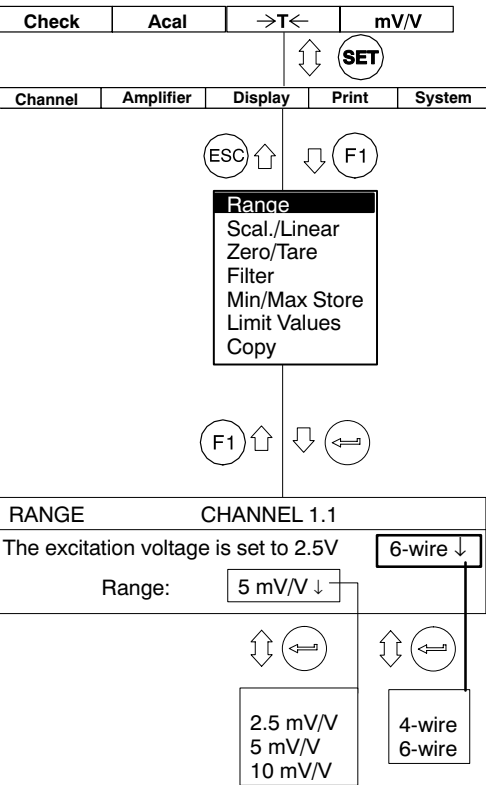 Check Acal →T← mV/V
SET
Channel Amplifier Display Print System
ESC F1
Range
Scal./Linear
Zero/Tare
Filter
Min/Max Store
Limit Values
Copy
F1
RANGE CHANNEL 1.1
The excitation voltage is set to 2.5V 6-wire ↓
Range: 5 mV/V ↓
2.5 mV/V
5 mV/V
10 mV/V
4-wire
6-wire